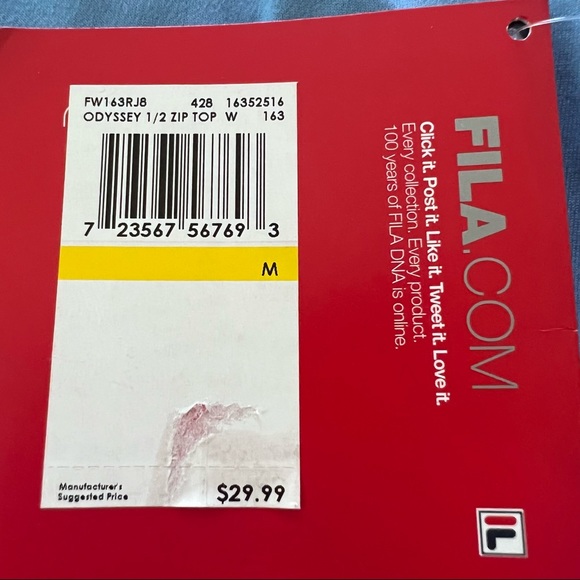 FW163RJ8 428 16352516
ODYSSEY 1/2 ZIP TOP W 163
7 23567 56769 3
M
Manufacturer's
Suggested Price
$29.99
FILA.COM
Click it. Post it. Like it. Tweet it. Love it.
Every collection. Every product.
100 years of FILA DNA is online.